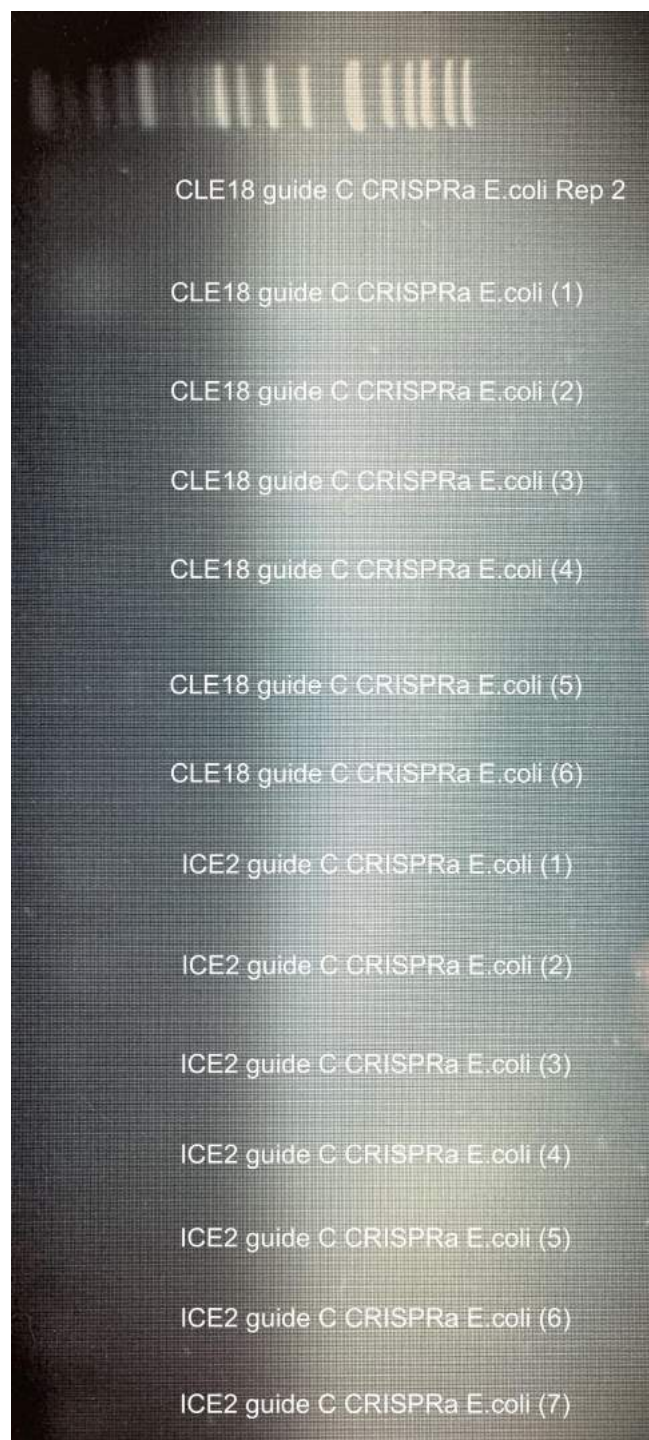 CLE18 guide C CRISPRa E.coli Rep 2
CLE18 guide C CRISPRa E.coli (1)
CLE18 guide C CRISPRa E.coli (2)
CLE18 guide C CRISPRa E.coli (3)
CLE18 guide C CRISPRa E.coli (4)
CLE18 guide C CRISPRa E.coli (5)
CLE18 guide C CRISPRa E.coli (6)
ICE2 guide C CRISPRa E.coli (1)
ICE2 guide C CRISPRa E.coli (2)
ICE2 guide C CRISPRa E.coli (3)
ICE2 guide C CRISPRa E.coli (4)
ICE2 guide C CRISPRa E.coli (5)
ICE2 guide C CRISPRa E.coli (6)
ICE2 guide C CRISPRa E.coli (7)